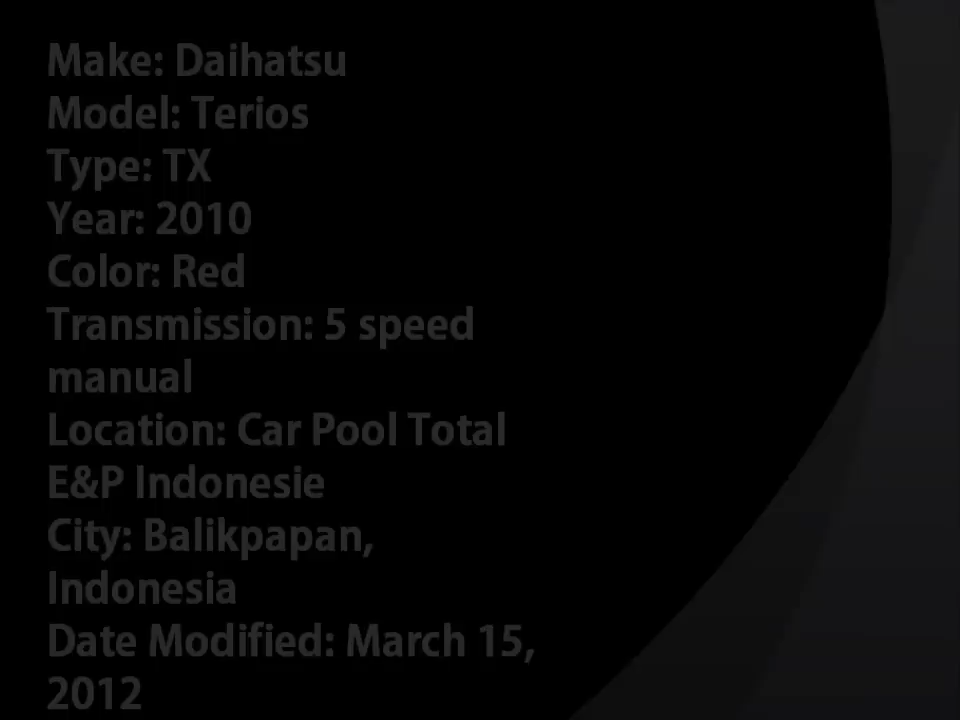 Make: Daihatsu
Model: Terios
Type: TX
Year: 2010
Color: Red
Transmission: 5 speed
manual
Location: Car Pool Total
E&P Indonesie
City: Balikpapan,
Indonesia
Date Modified: March 15,
2012